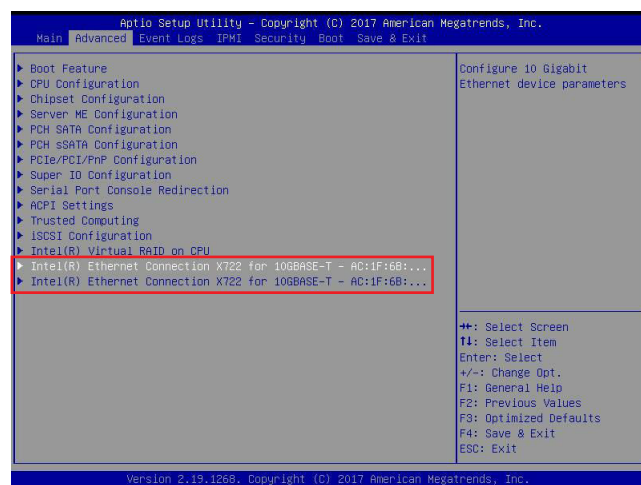 Aptio Setup Utility – Copyright (C) 2017 American Megatrends, Inc.
Main Advanced Event Logs IPMI Security Boot Save & Exit
▶ Boot Feature
▶ CPU Configuration
▶ Chipset Configuration
▶ Server ME Configuration
▶ PCH SATA Configuration
▶ PCH sSATA Configuration
▶ PCIe/PCI/PnP Configuration
▶ Super IO Configuration
▶ Serial Port Console Redirection
▶ ACPI Settings
▶ Trusted Computing
▶ iSCSI Configuration
▶ Intel(R) Virtual RAID on CPU
▶ Intel(R) Ethernet Connection X722 for 10GBASE-T – AC:1F:6B:...
▶ Intel(R) Ethernet Connection X722 for 10GBASE-T – AC:1F:6B:...
Configure 10 Gigabit
Ethernet device parameters
→←: Select Screen
↑↓: Select Item
Enter: Select
+/-: Change Opt.
F1: General Help
F2: Previous Values
F3: Optimized Defaults
F4: Save & Exit
ESC: Exit
Version 2.19.1268. Copyright (C) 2017 American Megatrends, Inc.